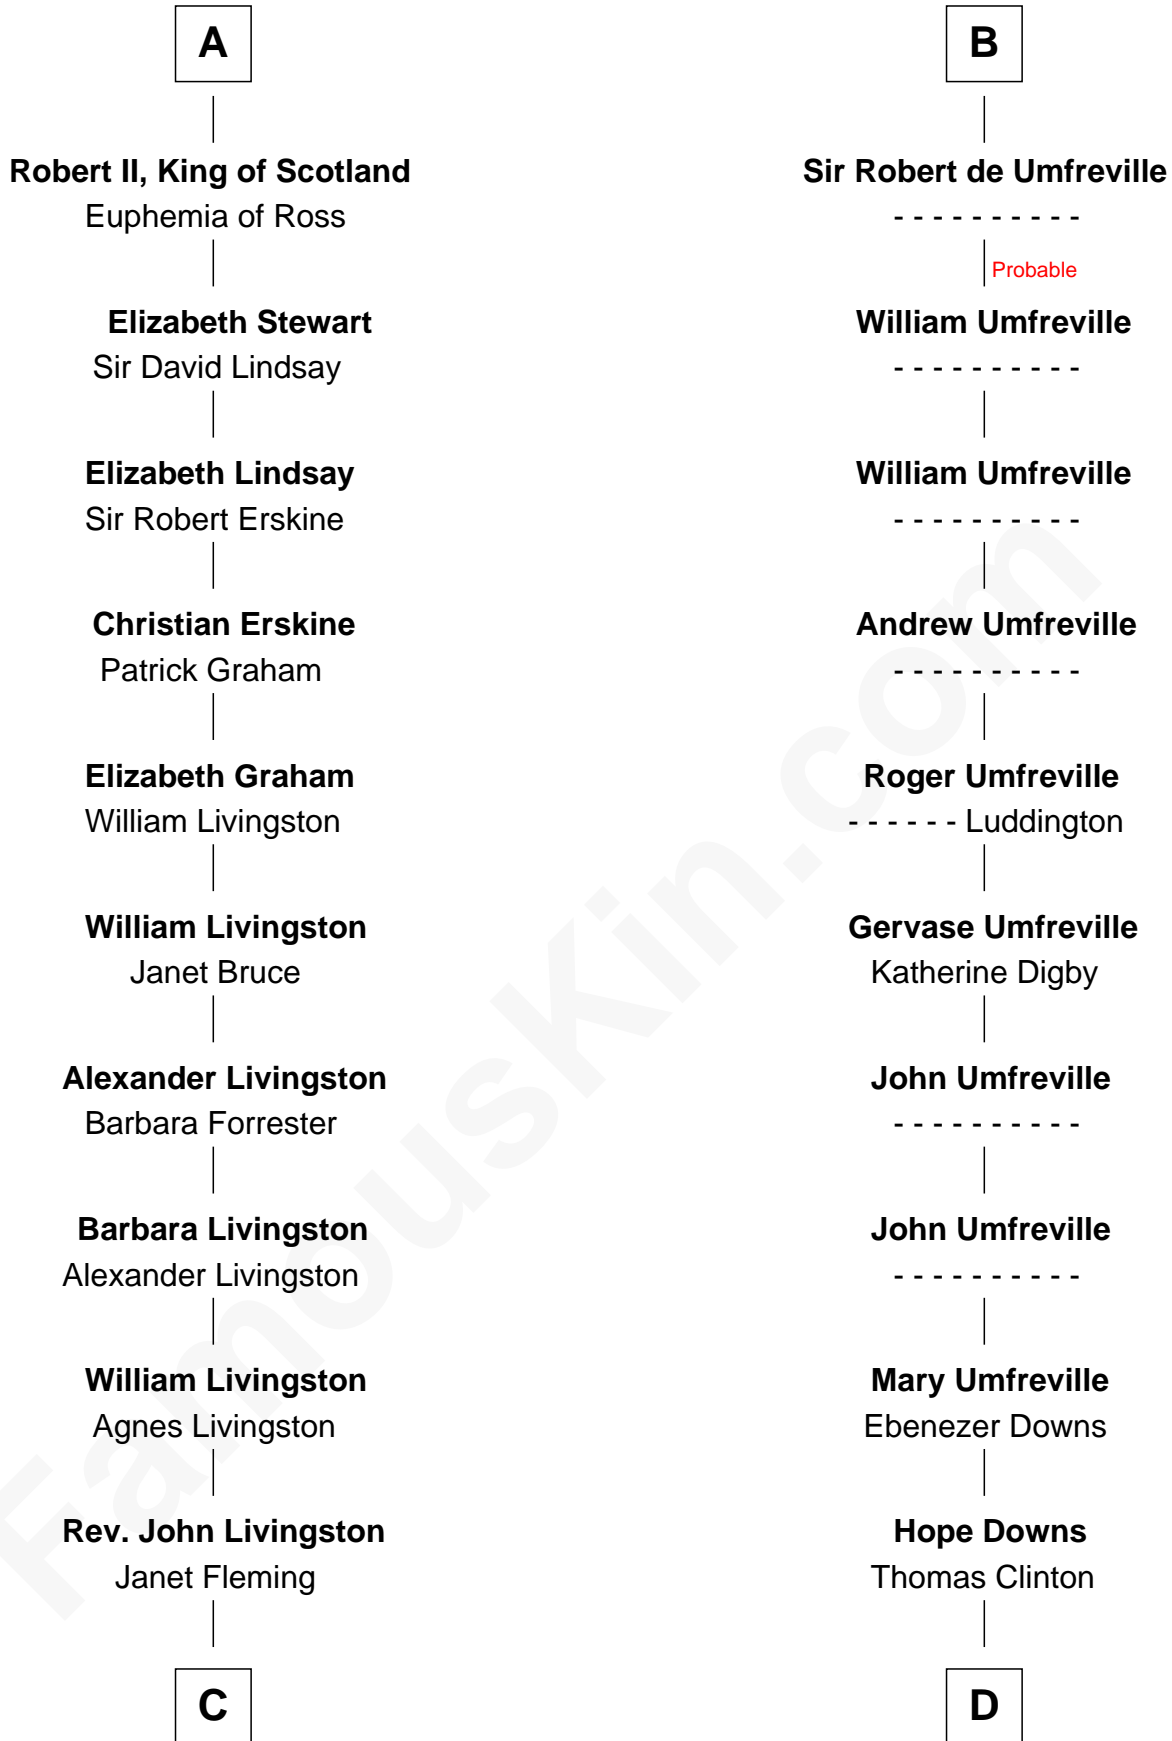 A
Robert II, King of Scotland
Euphemia of Ross
Elizabeth Stewart
Sir David Lindsay
Elizabeth Lindsay
Sir Robert Erskine
Christian Erskine
Patrick Graham
Elizabeth Graham
William Livingston
William Livingston
Janet Bruce
Alexander Livingston
Barbara Forrester
Barbara Livingston
Alexander Livingston
William Livingston
Agnes Livingston
Rev. John Livingston
Janet Fleming
C
B
Sir Robert de Umfreville
- - - - - - - - - -
Probable
William Umfreville
- - - - - - - - - -
William Umfreville
- - - - - - - - - -
Andrew Umfreville
- - - - - - - - - -
Roger Umfreville
- - - - - - Luddington
Gervase Umfreville
Katherine Digby
John Umfreville
- - - - - - - - - -
John Umfreville
- - - - - - - - - -
Mary Umfreville
Ebenezer Downs
Hope Downs
Thomas Clinton
D
FamousKin.com